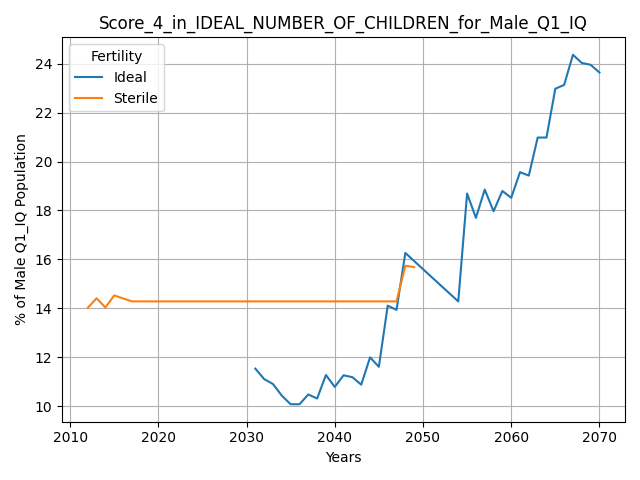 Score_4_in_IDEAL_NUMBER_OF_CHILDREN_for_Male_Q1_IQ
Fertility
Ideal
Sterile
% of Male Q1_IQ Population
24
22
20
18
16
14
12
10
2010 2020 2030 2040 2050 2060 2070
Years